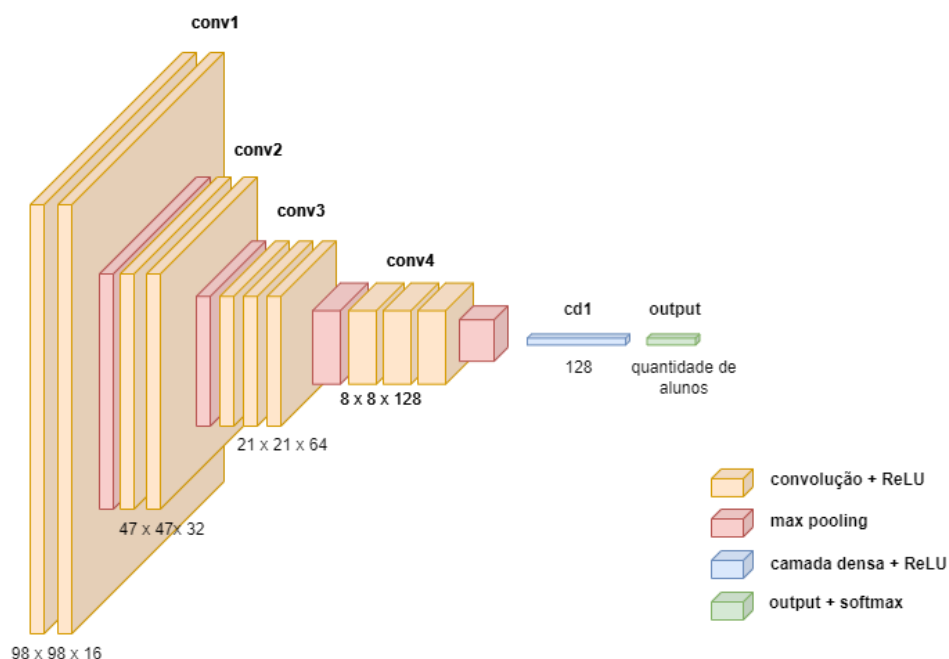 conv1
conv2
conv3
conv4
cd1
output
128
quantidade de
alunos
8 x 8 x 128
21 x 21 x 64
47 x 47x 32
98 x 98 x 16
convolução + ReLU
max pooling
camada densa + ReLU
output + softmax